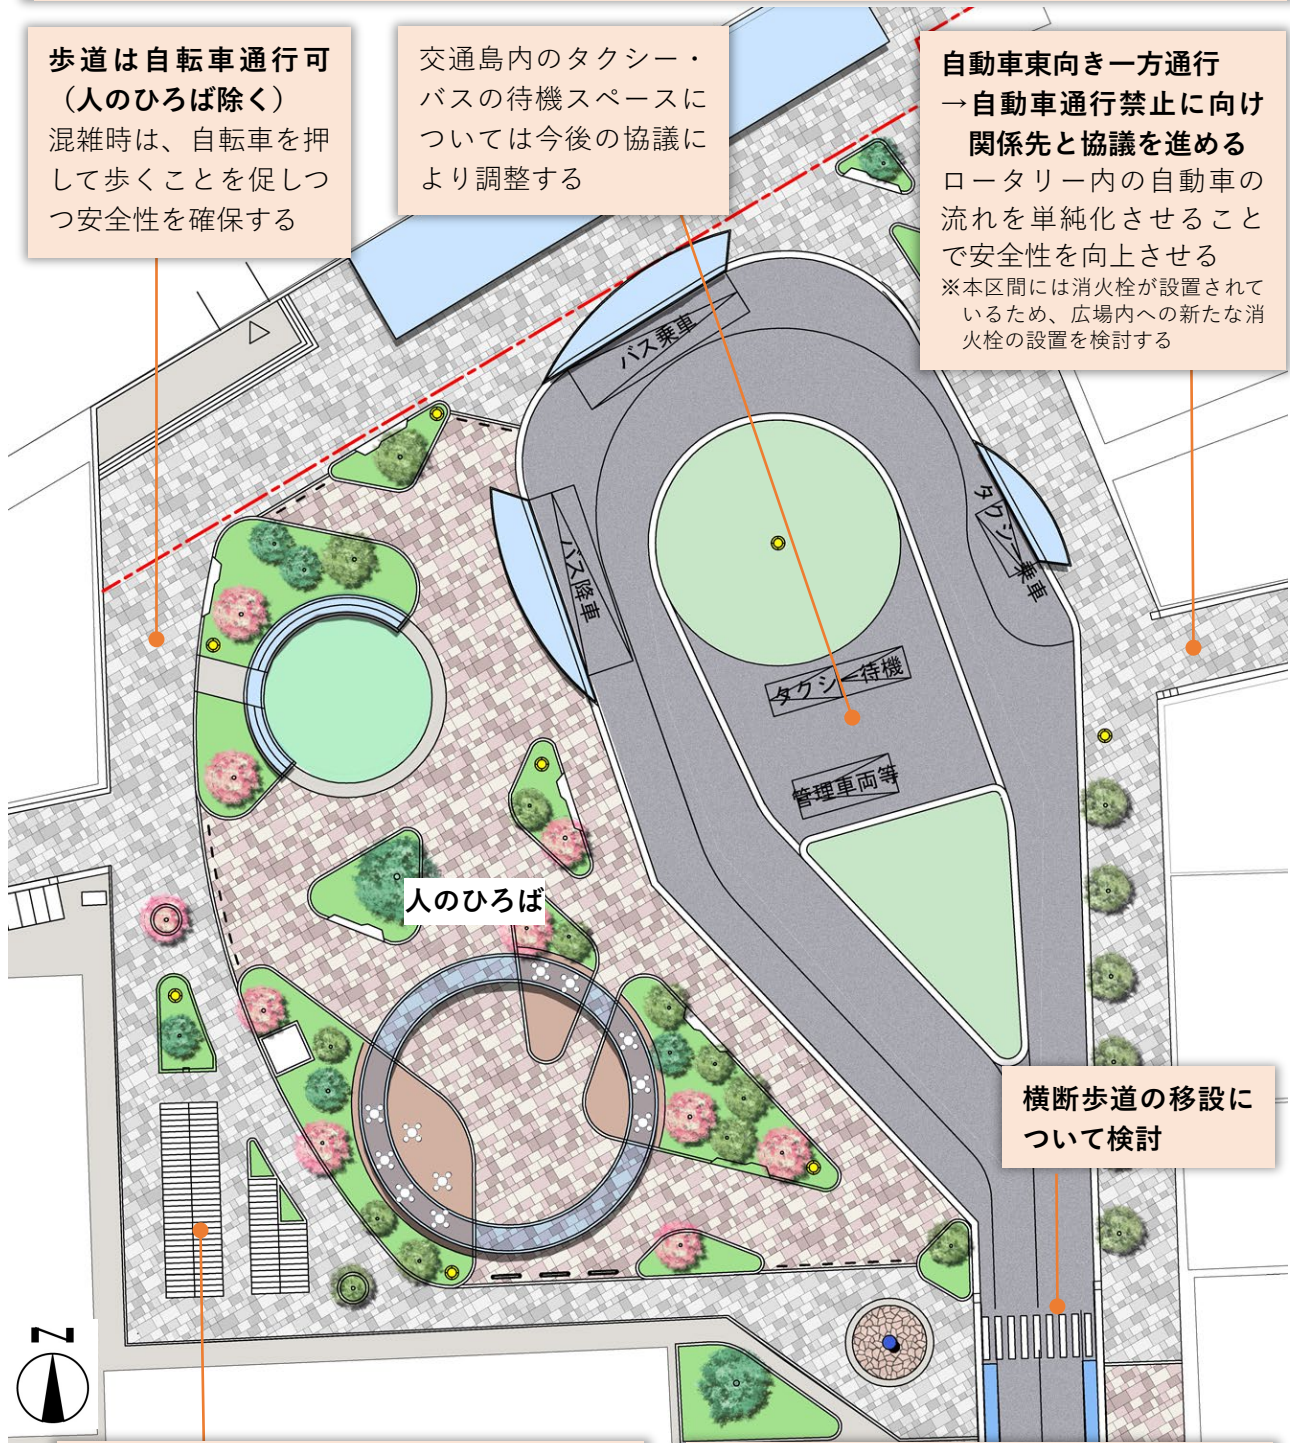 歩道は自転車通行可
（人のひろば除く）
混雑時は、自転車を押
して歩くことを促しつ
つ安全性を確保する
交通島内のタクシー・
バスの待機スペースに
ついては今後の協議に
より調整する
自動車東向き一方通行
→自動車通行禁止に向け
関係先と協議を進める
ロータリー内の自動車の
流れを単純化させること
で安全性を向上させる
※本区間には消火栓が設置されて
いるため、広場内への新たな消
火栓の設置を検討する
バス乗車
バス降車
タクシー乗車
タクシー待機
管理車両等
人のひろば
横断歩道の移設に
ついて検討
N